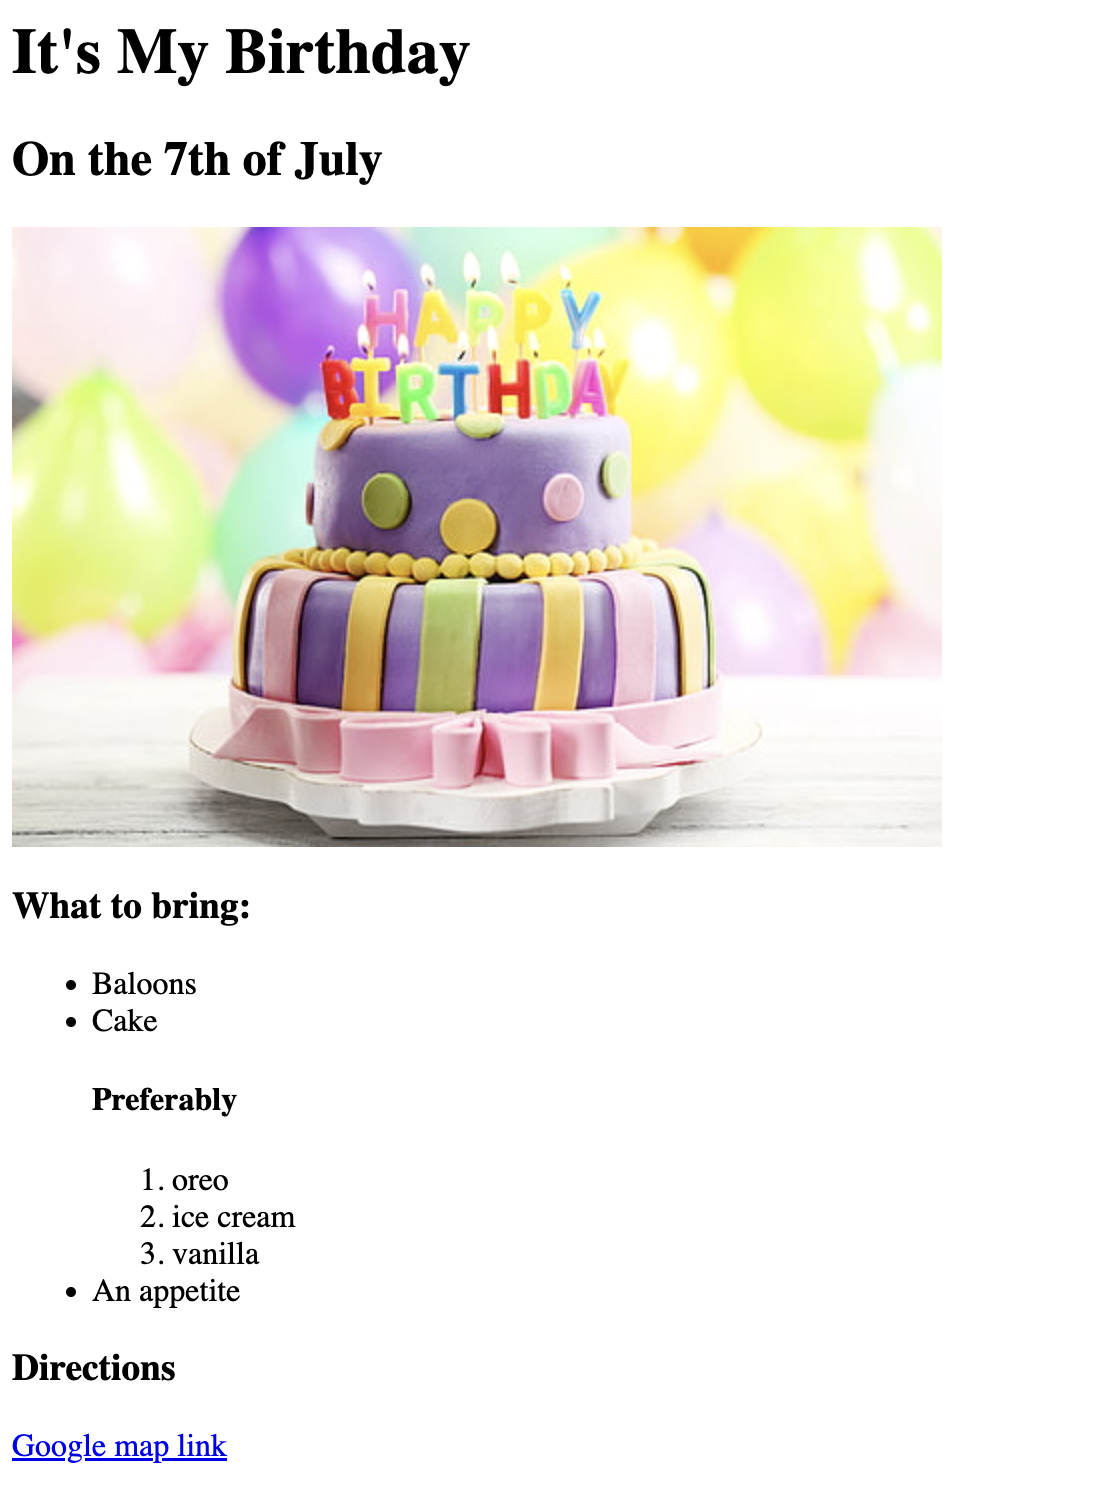 It's My Birthday
On the 7th of July
HAPPY
BIRTHDAY
What to bring:
Baloons
Cake
Preferably
1. oreo
2. ice cream
3. vanilla
An appetite
Directions
Google map link